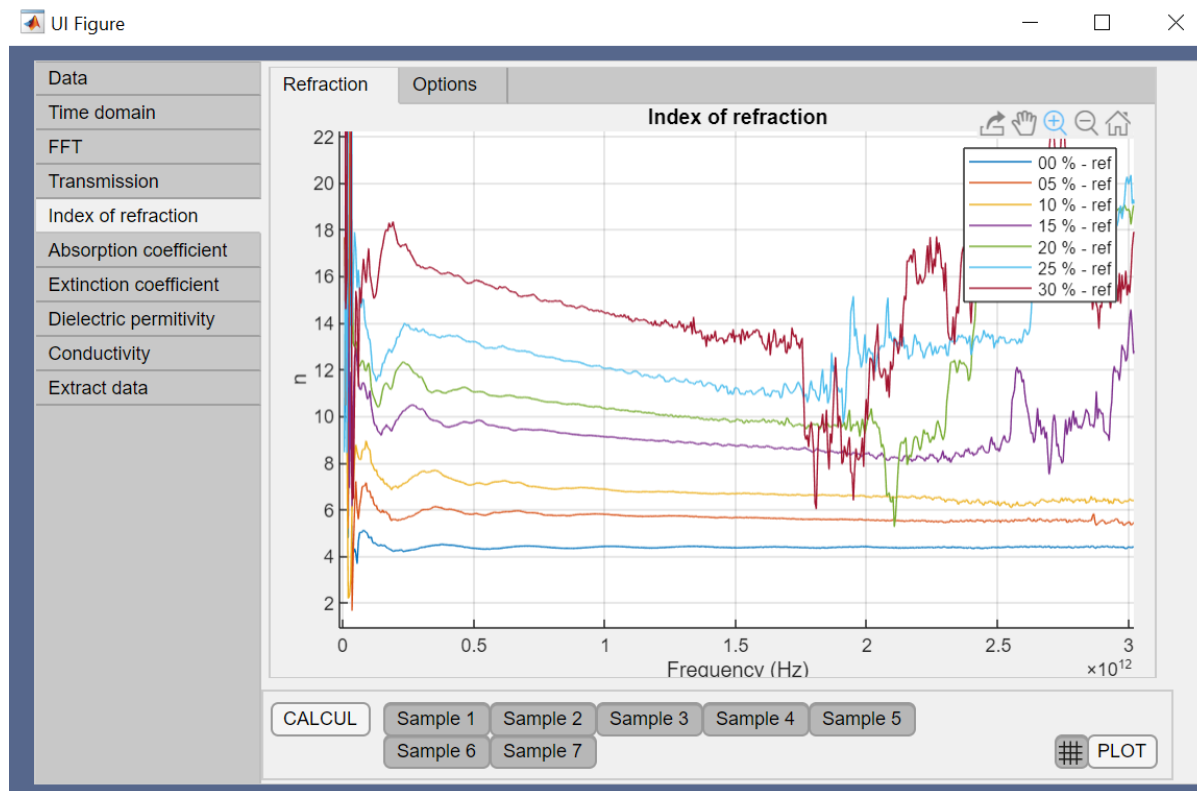 UI Figure
Data
Time domain
FFT
Transmission
Index of refraction
Absorption coefficient
Extinction coefficient
Dielectric permitivity
Conductivity
Extract data
Refraction Options
Index of refraction
22
20
18
16
14
12
10
8
6
4
2
n
00 % - ref
05 % - ref
10 % - ref
15 % - ref
20 % - ref
25 % - ref
30 % - ref
0 0.5 1 1.5 2 2.5 3
Frequency (Hz) ×10¹²
CALCUL Sample 1 Sample 2 Sample 3 Sample 4 Sample 5
Sample 6 Sample 7 PLOT